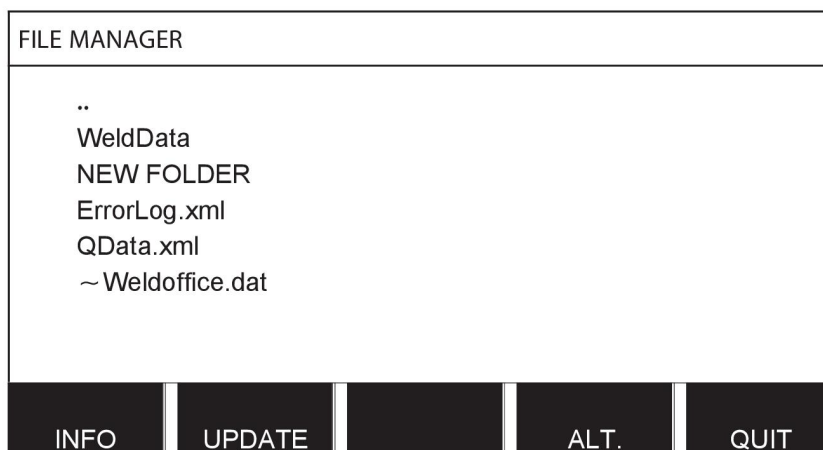 FILE MANAGER
..
WeldData
NEW FOLDER
ErrorLog.xml
QData.xml
~Weldoffice.dat
INFO UPDATE ALT. QUIT